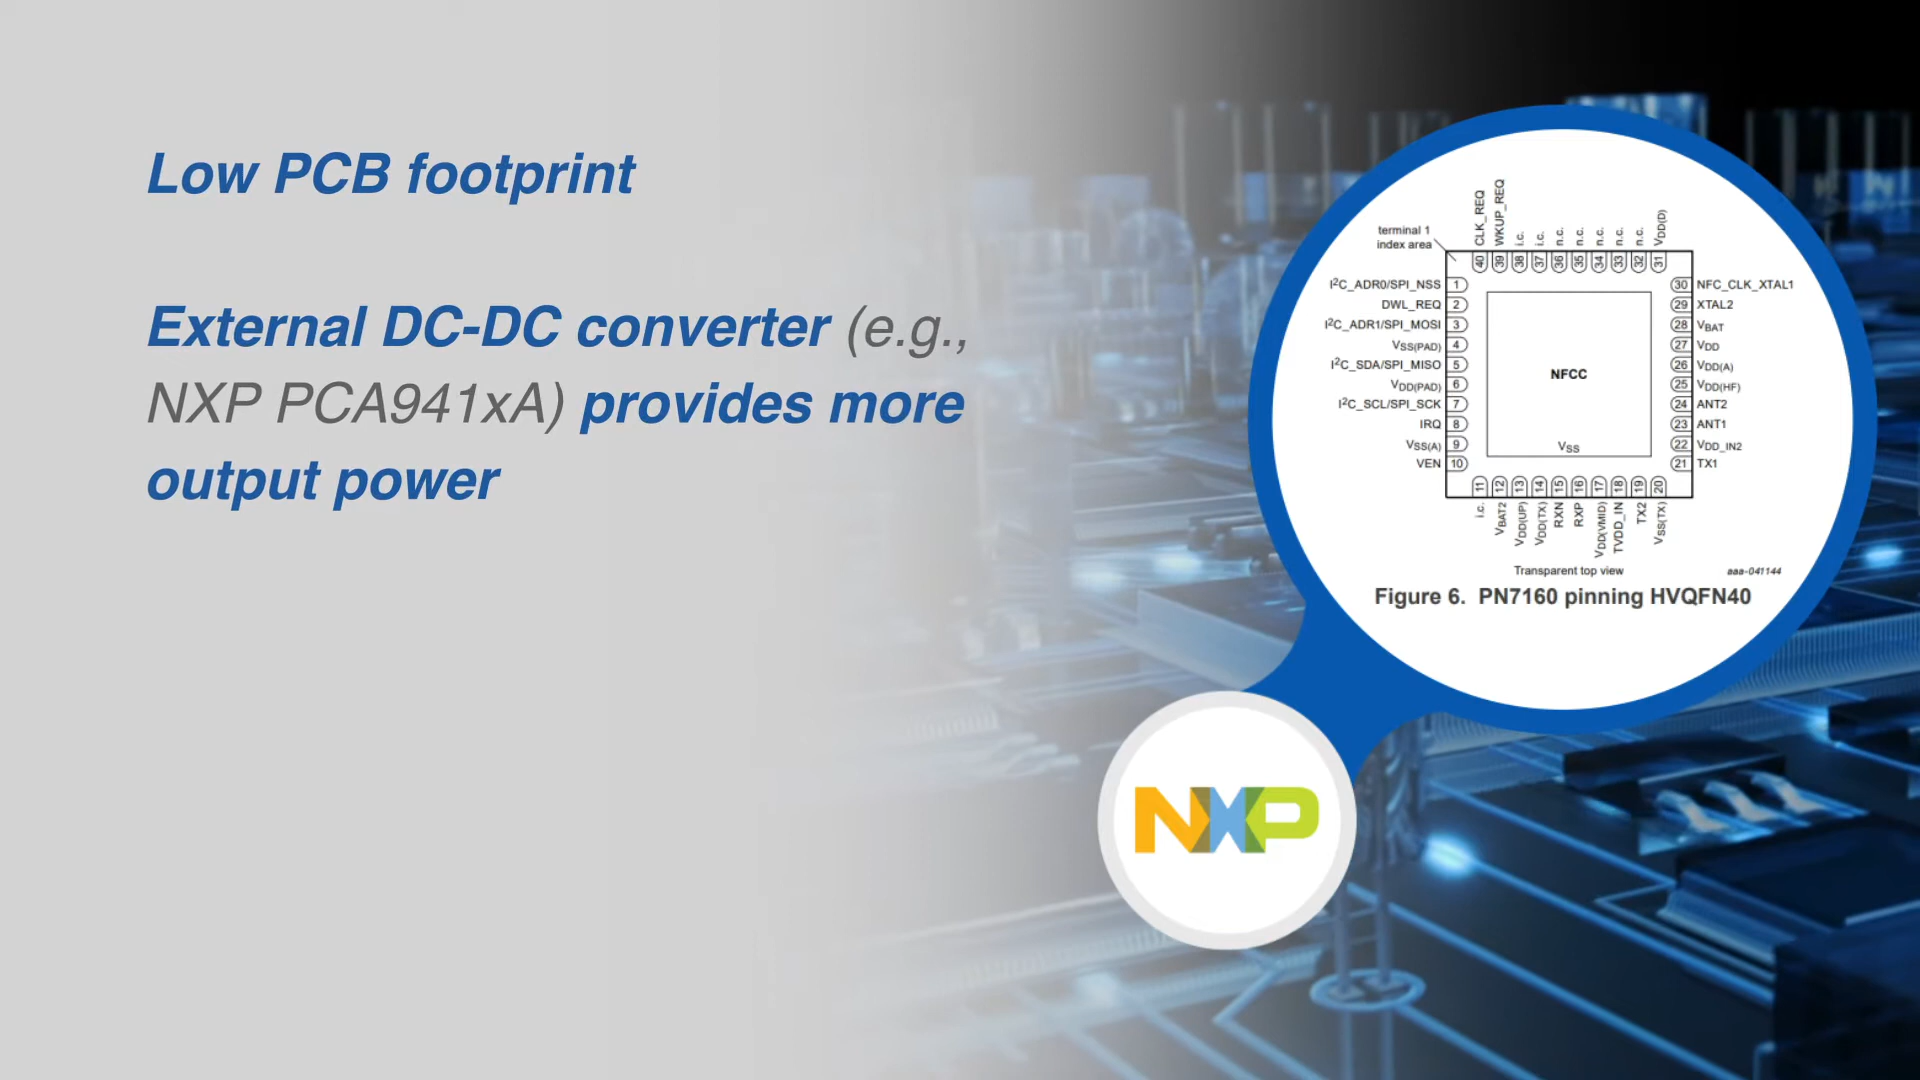 Low PCB footprint
External DC-DC converter (e.g.,
NXP PCA941xA) provides more
output power
terminal 1
index area
CLK_REQ
WKUP_REQ
i.c.
i.c.
n.c.
n.c.
n.c.
n.c.
n.c.
VDD(D)
40 39 38 37 36 35 34 33 32 31
I²C_ADR0/SPI_NSS 1
DWL_REQ 2
I²C_ADR1/SPI_MOSI 3
VSS(PAD) 4
I²C_SDA/SPI_MISO 5
VDD(PAD) 6
I²C_SCL/SPI_SCK 7
IRQ 8
VSS(A) 9
VEN 10
NFCC
VSS
30 NFC_CLK_XTAL1
29 XTAL2
28 VBAT
27 VDD
26 VDD(A)
25 VDD(HF)
24 ANT2
23 ANT1
22 VDD_IN2
21 TX1
11 12 13 14 15 16 17 18 19 20
i.c.
VBAT2
VDD(UP)
VDD(TX)
RXN
RXP
VDD(VMID)
TVDD_IN
TX2
VSS(TX)
Transparent top view
aaa-041144
Figure 6. PN7160 pinning HVQFN40
NXP